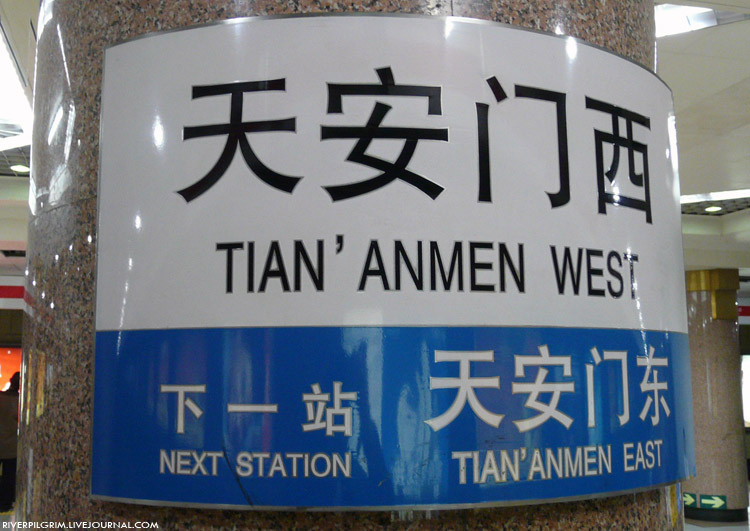 天安门西
TIAN'ANMEN WEST
下一站
NEXT STATION
天安门东
TIAN'ANMEN EAST
RIVERPILGRIM.LIVEJOURNAL.COM